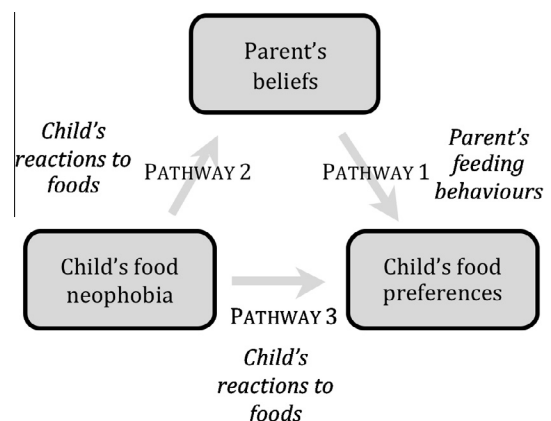 Parent’s
beliefs
Child’s
reactions to
foods
PATHWAY 2
PATHWAY 1
Parent’s
feeding
behaviours
Child’s food
neophobia
Child’s food
preferences
PATHWAY 3
Child’s
reactions to
foods